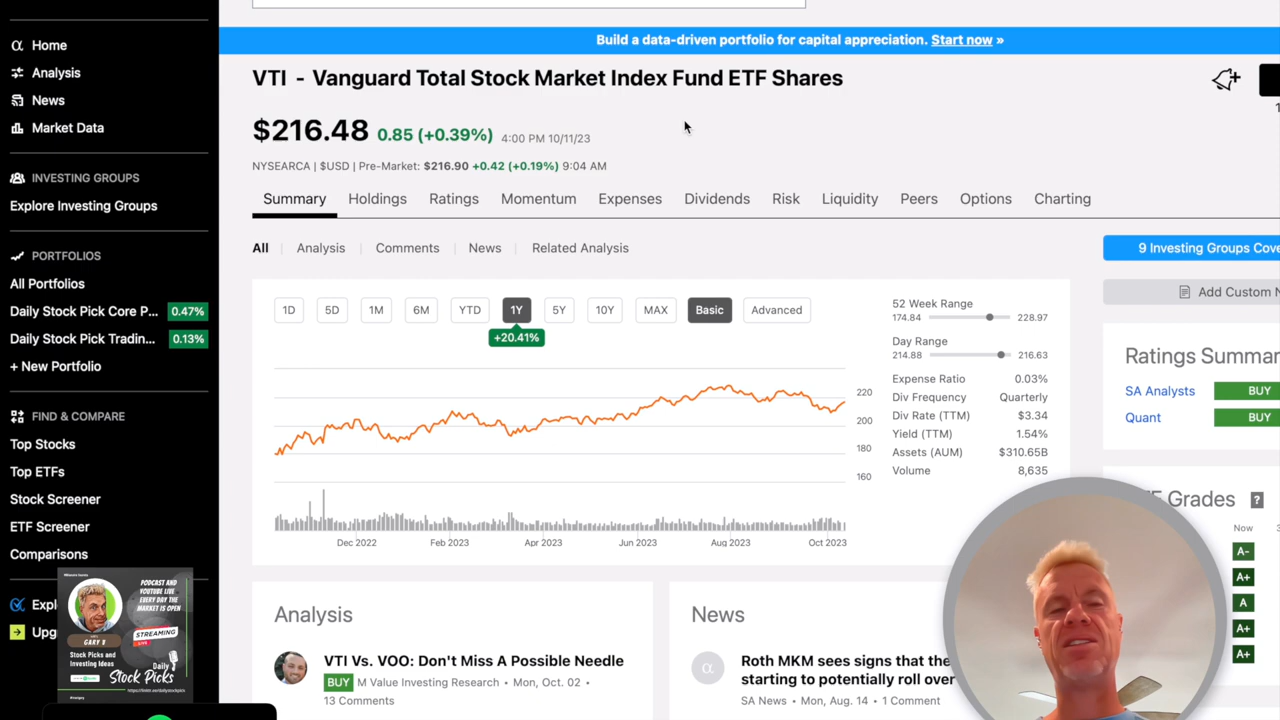 Build a data-driven portfolio for capital appreciation. Start now »
Home
Analysis
News
Market Data
INVESTING GROUPS
Explore Investing Groups
PORTFOLIOS
All Portfolios
Daily Stock Pick Core P... 0.47%
Daily Stock Pick Tradin... 0.13%
+ New Portfolio
FIND & COMPARE
Top Stocks
Top ETFs
Stock Screener
ETF Screener
Comparisons
Expl
Upg
PODCAST AND
YOUTUBE LIVE
EVERY DAY THE
MARKET IS OPEN
STREAMING
LIVE
GARY V
Stock Picks and
Investing Ideas
Daily
Stock Picks
VTI - Vanguard Total Stock Market Index Fund ETF Shares
$216.48 0.85 (+0.39%) 4:00 PM 10/11/23
NYSEARCA | $USD | Pre-Market: $216.90 +0.42 (+0.19%) 9:04 AM
Summary Holdings Ratings Momentum Expenses Dividends Risk Liquidity Peers Options Charting
All Analysis Comments News Related Analysis
1D 5D 1M 6M YTD 1Y 5Y 10Y MAX Basic Advanced
+20.41%
220
200
180
160
Dec 2022 Feb 2023 Apr 2023 Jun 2023 Aug 2023 Oct 2023
52 Week Range
174.84 228.97
Day Range
214.88 216.63
Expense Ratio 0.03%
Div Frequency Quarterly
Div Rate (TTM) $3.34
Yield (TTM) 1.54%
Assets (AUM) $310.65B
Volume 8,635
9 Investing Groups Cove
Add Custom N
Ratings Summar
SA Analysts BUY
Quant BUY
F Grades ?
Now
A-
A+
A
A+
A+
Analysis
VTI Vs. VOO: Don't Miss A Possible Needle
BUY M Value Investing Research • Mon, Oct. 02 •
13 Comments
News
Roth MKM sees signs that the
starting to potentially roll over
SA News • Mon, Aug. 14 • 1 Comment